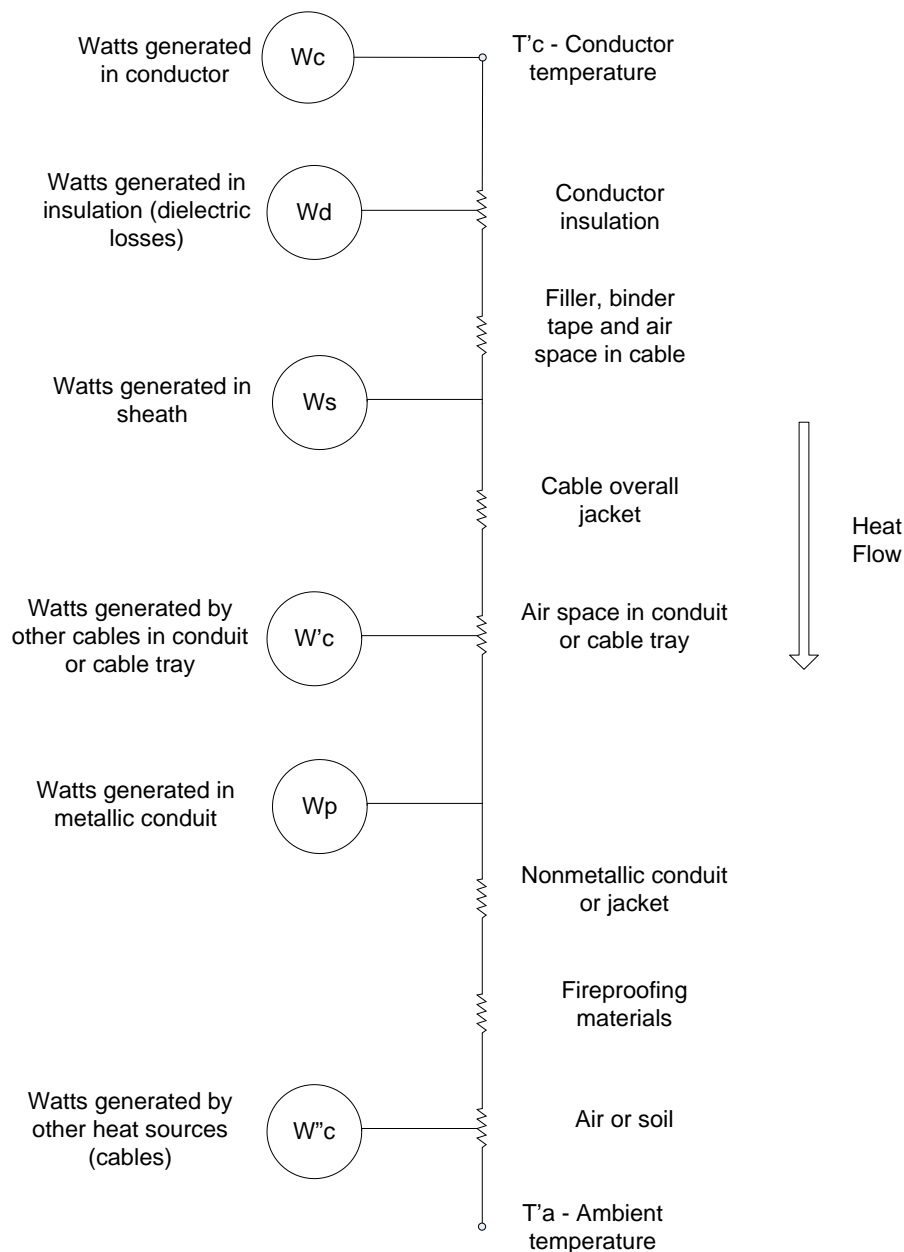 Watts generated
in conductor
Wc
T'c - Conductor
temperature
Watts generated in
insulation (dielectric
losses)
Wd
Conductor
insulation
Filler, binder
tape and air
space in cable
Watts generated in
sheath
Ws
Cable overall
jacket
Heat
Flow
Watts generated by
other cables in conduit
or cable tray
W'c
Air space in conduit
or cable tray
Watts generated in
metallic conduit
Wp
Nonmetallic conduit
or jacket
Fireproofing
materials
Watts generated by
other heat sources
(cables)
W"c
Air or soil
T'a - Ambient
temperature